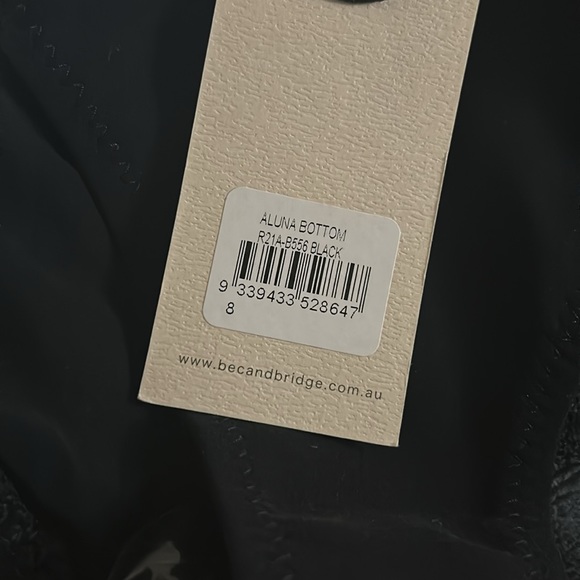 ALUNA BOTTOM
R21A-B556 BLACK
9 339433 528647
8
www.becandbridge.com.au